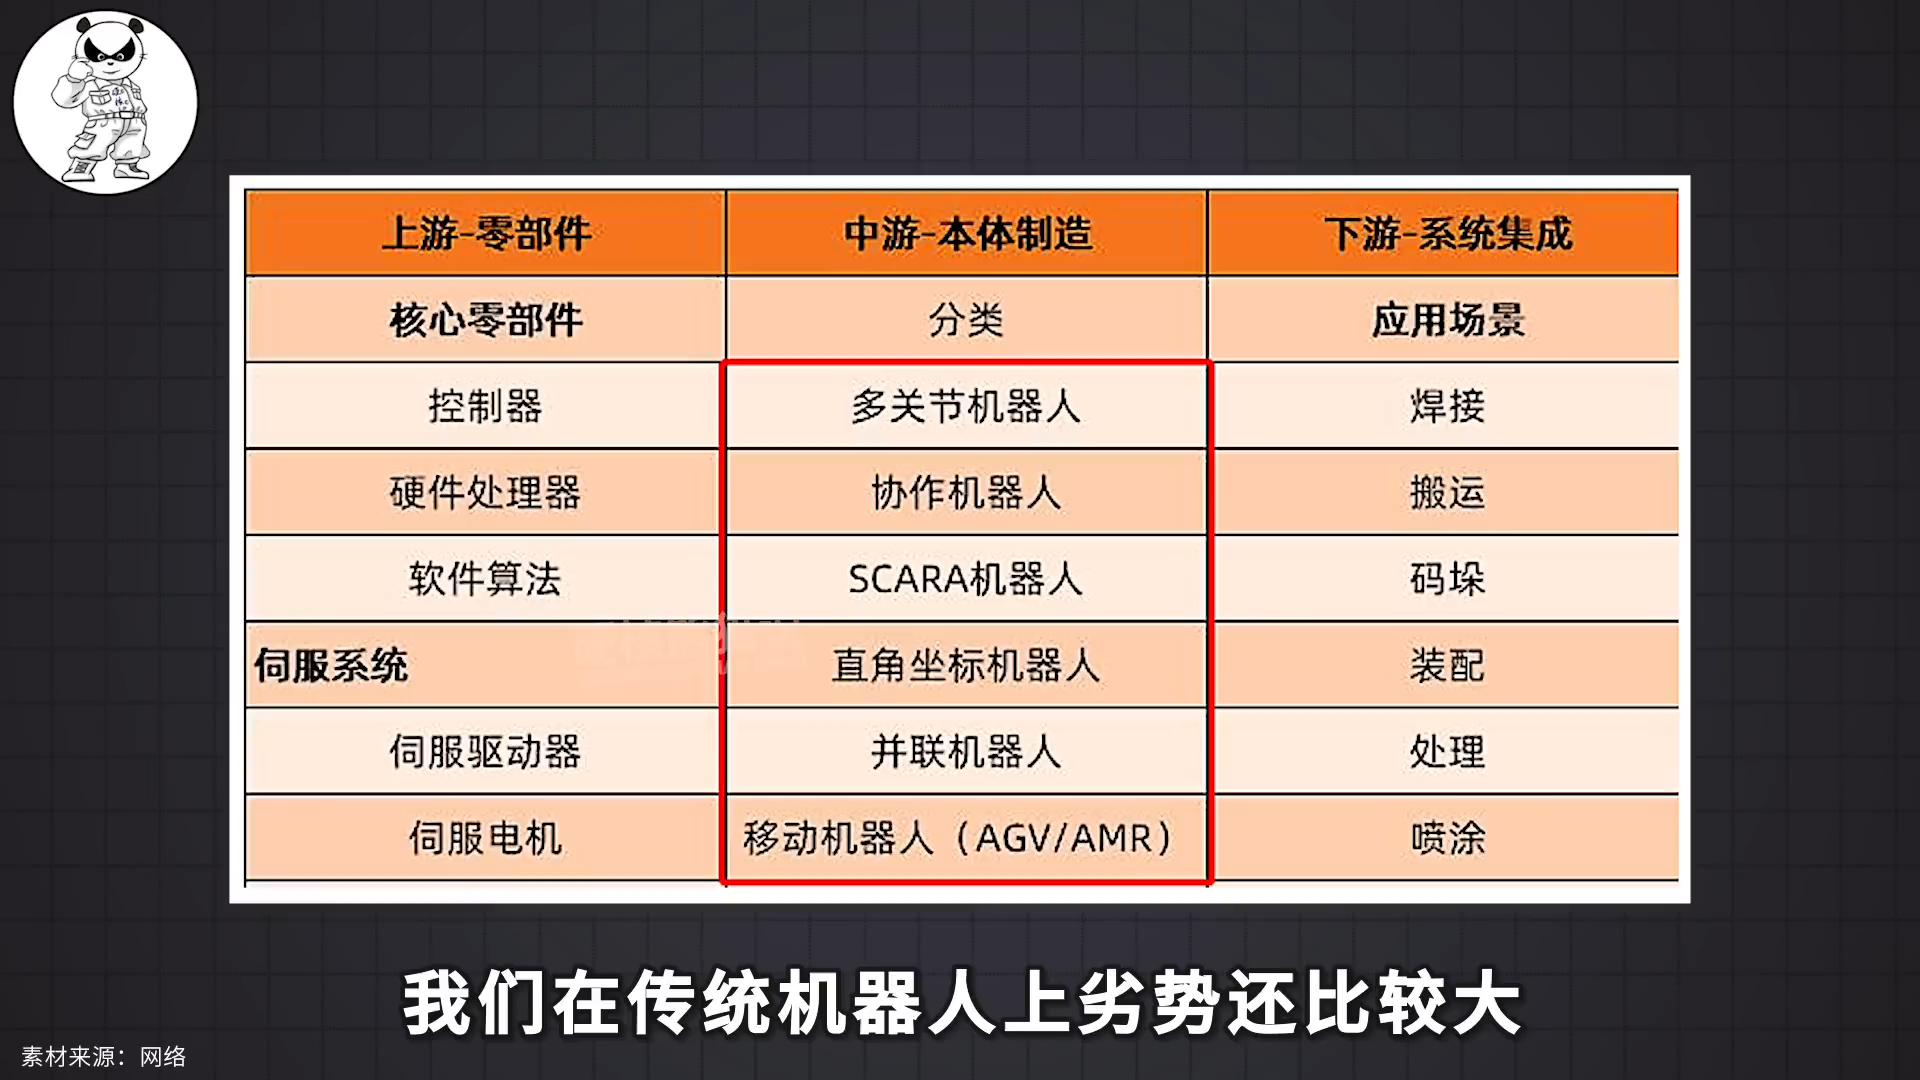 上游-零部件 中游-本体制造 下游-系统集成
核心零部件 分类 应用场景
控制器 多关节机器人 焊接
硬件处理器 协作机器人 搬运
软件算法 SCARA机器人 码垛
伺服系统 直角坐标机器人 装配
伺服驱动器 并联机器人 处理
伺服电机 移动机器人（AGV/AMR） 喷涂
我们在传统机器人上劣势还比较大
素材来源：网络